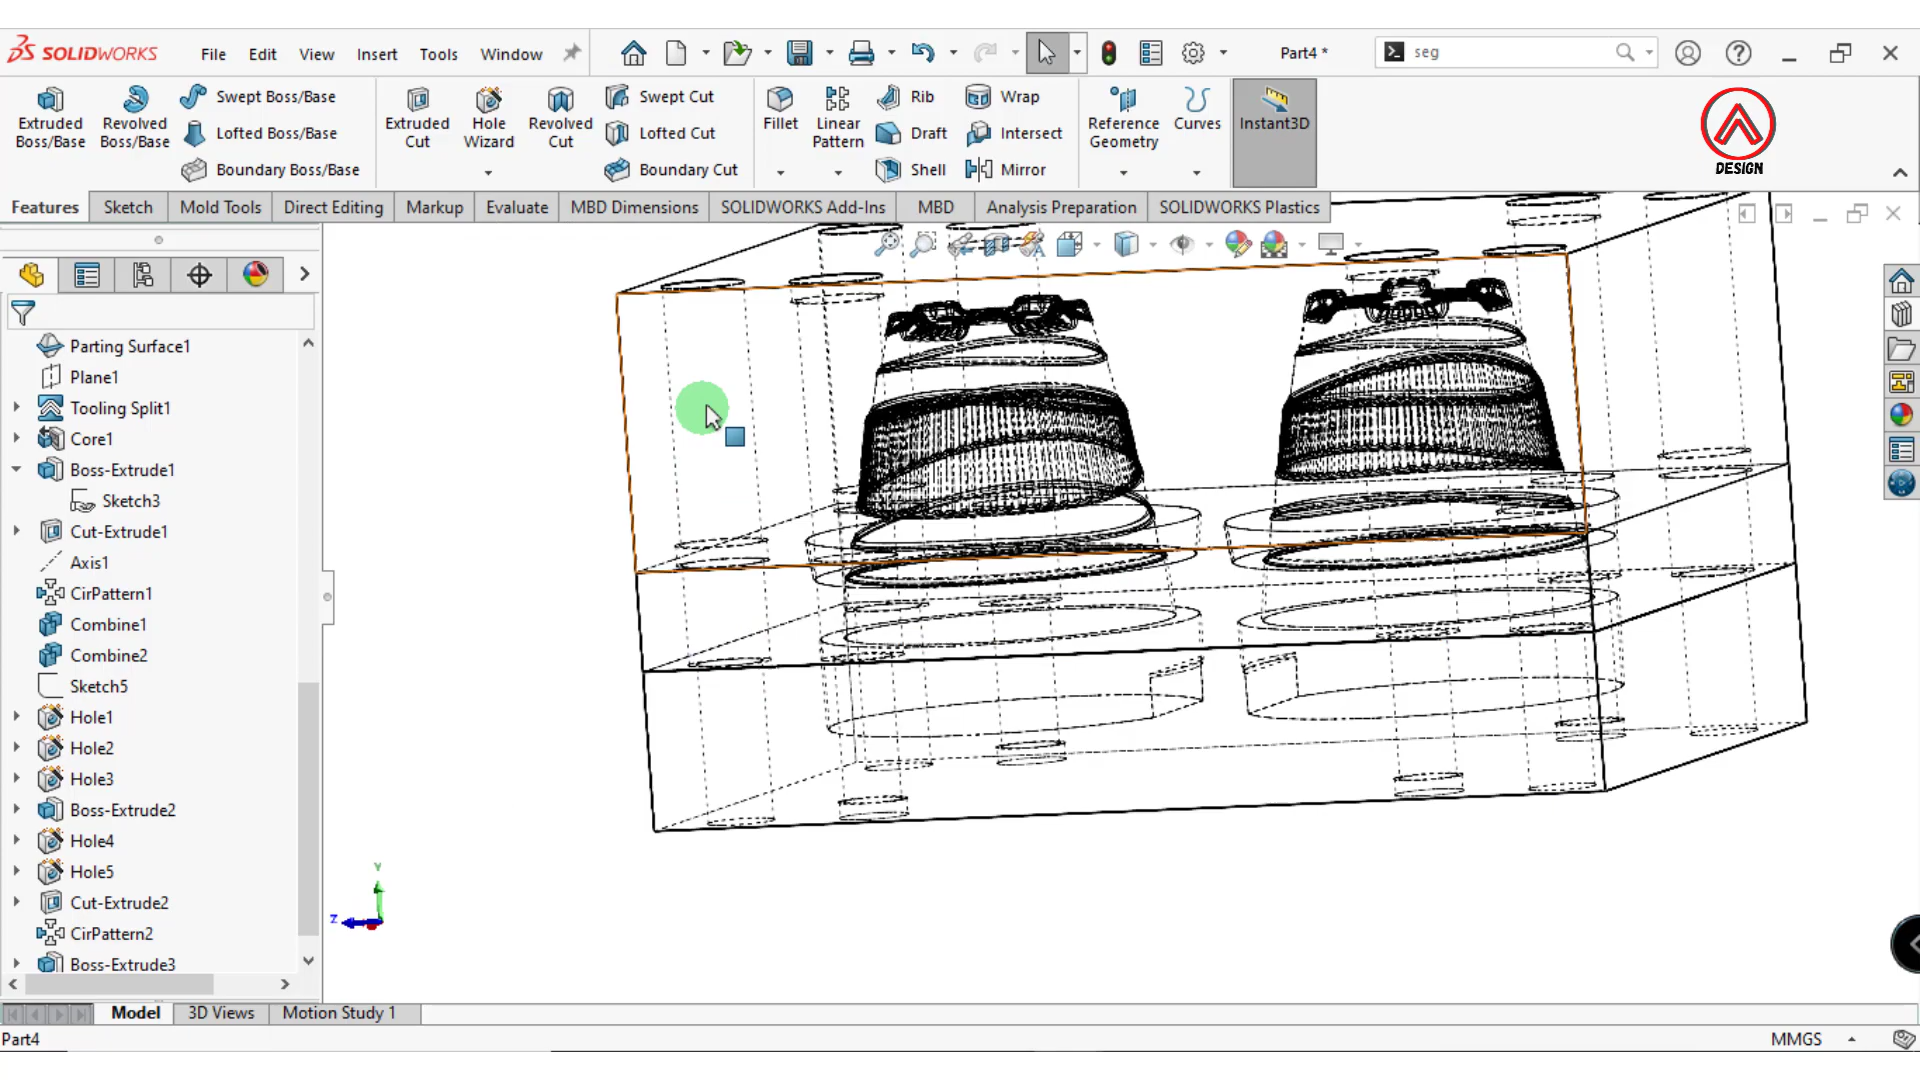 SOLIDWORKS File Edit View Insert Tools Window Part4 * seg
Extruded Boss/Base
Revolved Boss/Base
Swept Boss/Base
Lofted Boss/Base
Boundary Boss/Base
Extruded Cut
Hole Wizard
Revolved Cut
Swept Cut
Lofted Cut
Boundary Cut
Fillet
Linear Pattern
Rib
Draft
Shell
Wrap
Intersect
Mirror
Reference Geometry
Curves
Instant3D
DESIGN
Features Sketch Mold Tools Direct Editing Markup Evaluate MBD Dimensions SOLIDWORKS Add-Ins MBD Analysis Preparation SOLIDWORKS Plastics
Parting Surface1
Plane1
Tooling Split1
Core1
Boss-Extrude1
Sketch3
Cut-Extrude1
Axis1
CirPattern1
Combine1
Combine2
Sketch5
Hole1
Hole2
Hole3
Boss-Extrude2
Hole4
Hole5
Cut-Extrude2
CirPattern2
Boss-Extrude3
Y
Z
Model 3D Views Motion Study 1
Part4 MMGS